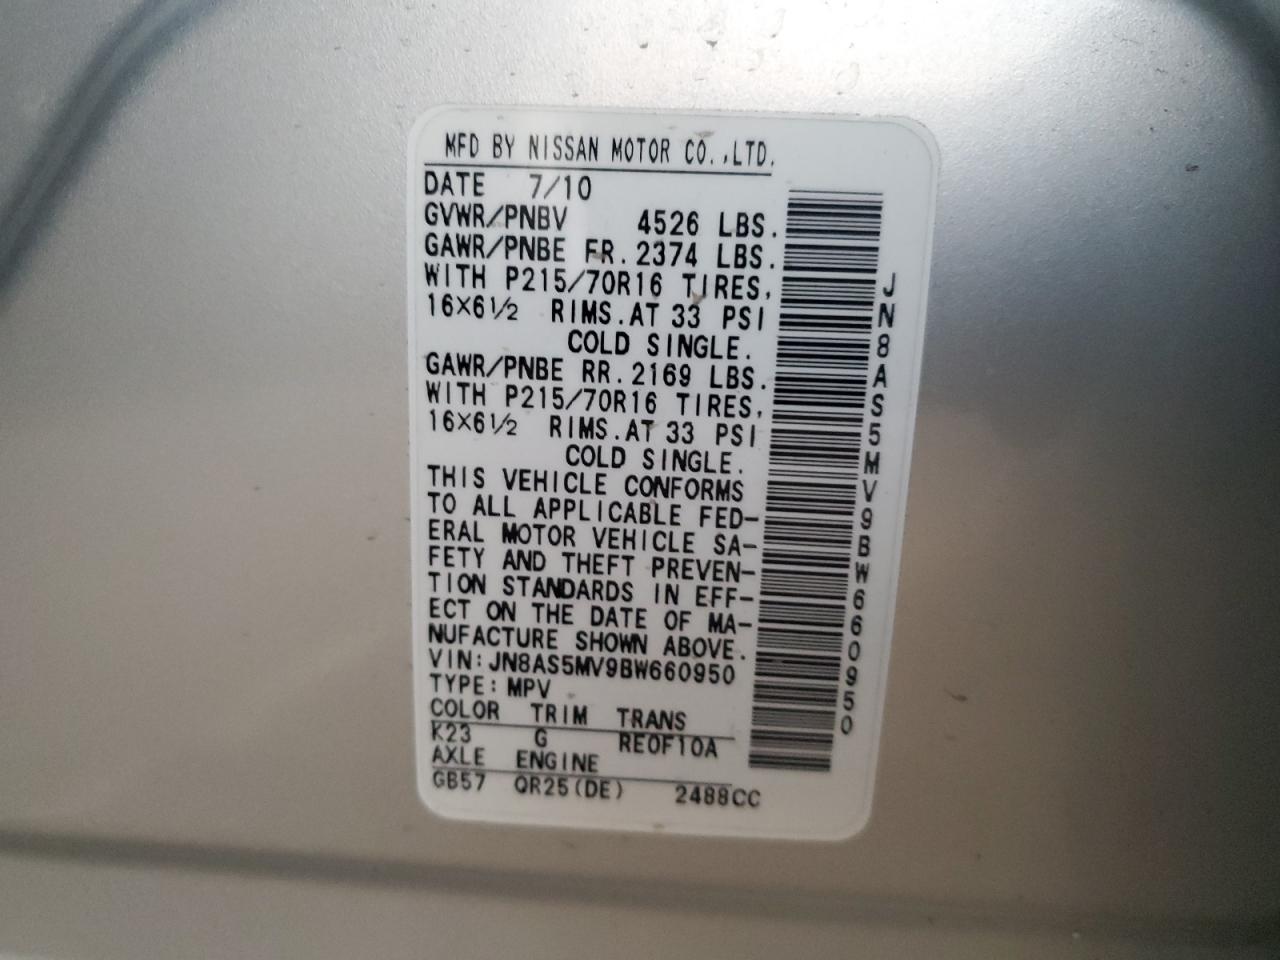 MFD BY NISSAN MOTOR CO.,LTD.
DATE 7/10
GVWR/PNBV 4526 LBS.
GAWR/PNBE FR.2374 LBS.
WITH P215/70R16 TIRES,
16X6½ RIMS.AT 33 PSI
COLD SINGLE.
GAWR/PNBE RR.2169 LBS.
WITH P215/70R16 TIRES,
16X6½ RIMS.AT 33 PSI
COLD SINGLE.
THIS VEHICLE CONFORMS
TO ALL APPLICABLE FED-
ERAL MOTOR VEHICLE SA-
FETY AND THEFT PREVEN-
TION STANDARDS IN EFF-
ECT ON THE DATE OF MA-
NUFACTURE SHOWN ABOVE.
VIN:JN8AS5MV9BW660950
TYPE:MPV
COLOR TRIM TRANS
K23 G RE0F10A
AXLE ENGINE
GB57 QR25(DE) 2488CC
JN8AS5MV9BW660950